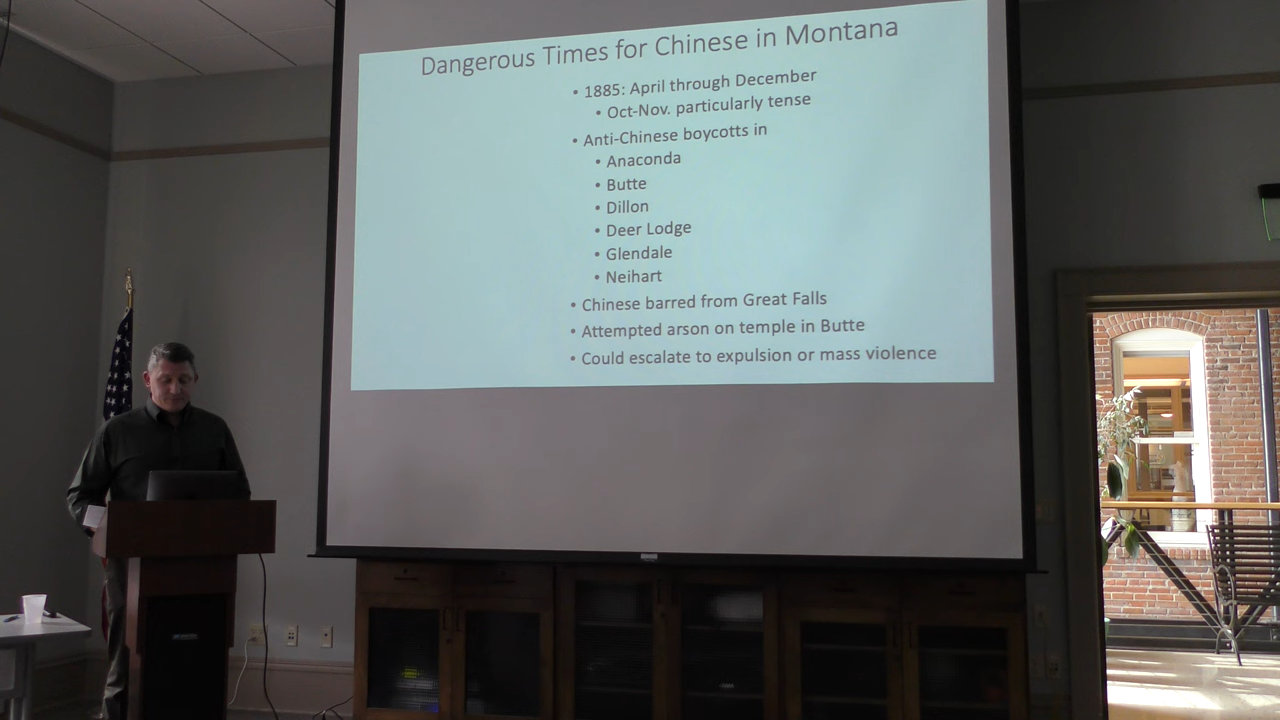 Dangerous Times for Chinese in Montana
• 1885: April through December
• Oct-Nov. particularly tense
• Anti-Chinese boycotts in
• Anaconda
• Butte
• Dillon
• Deer Lodge
• Glendale
• Neihart
• Chinese barred from Great Falls
• Attempted arson on temple in Butte
• Could escalate to expulsion or mass violence